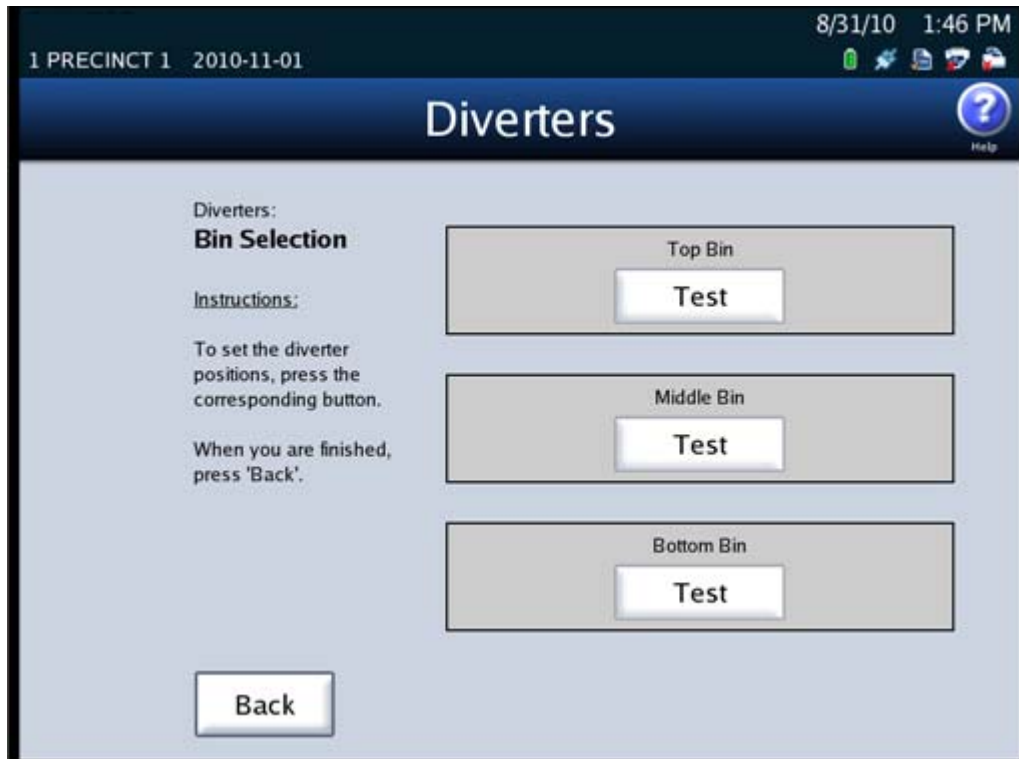 8/31/10 1:46 PM
1 PRECINCT 1 2010-11-01
Diverters
?
Help
Diverters:
Bin Selection
Instructions:
To set the diverter
positions, press the
corresponding button.
When you are finished,
press 'Back'.
Top Bin
Test
Middle Bin
Test
Bottom Bin
Test
Back